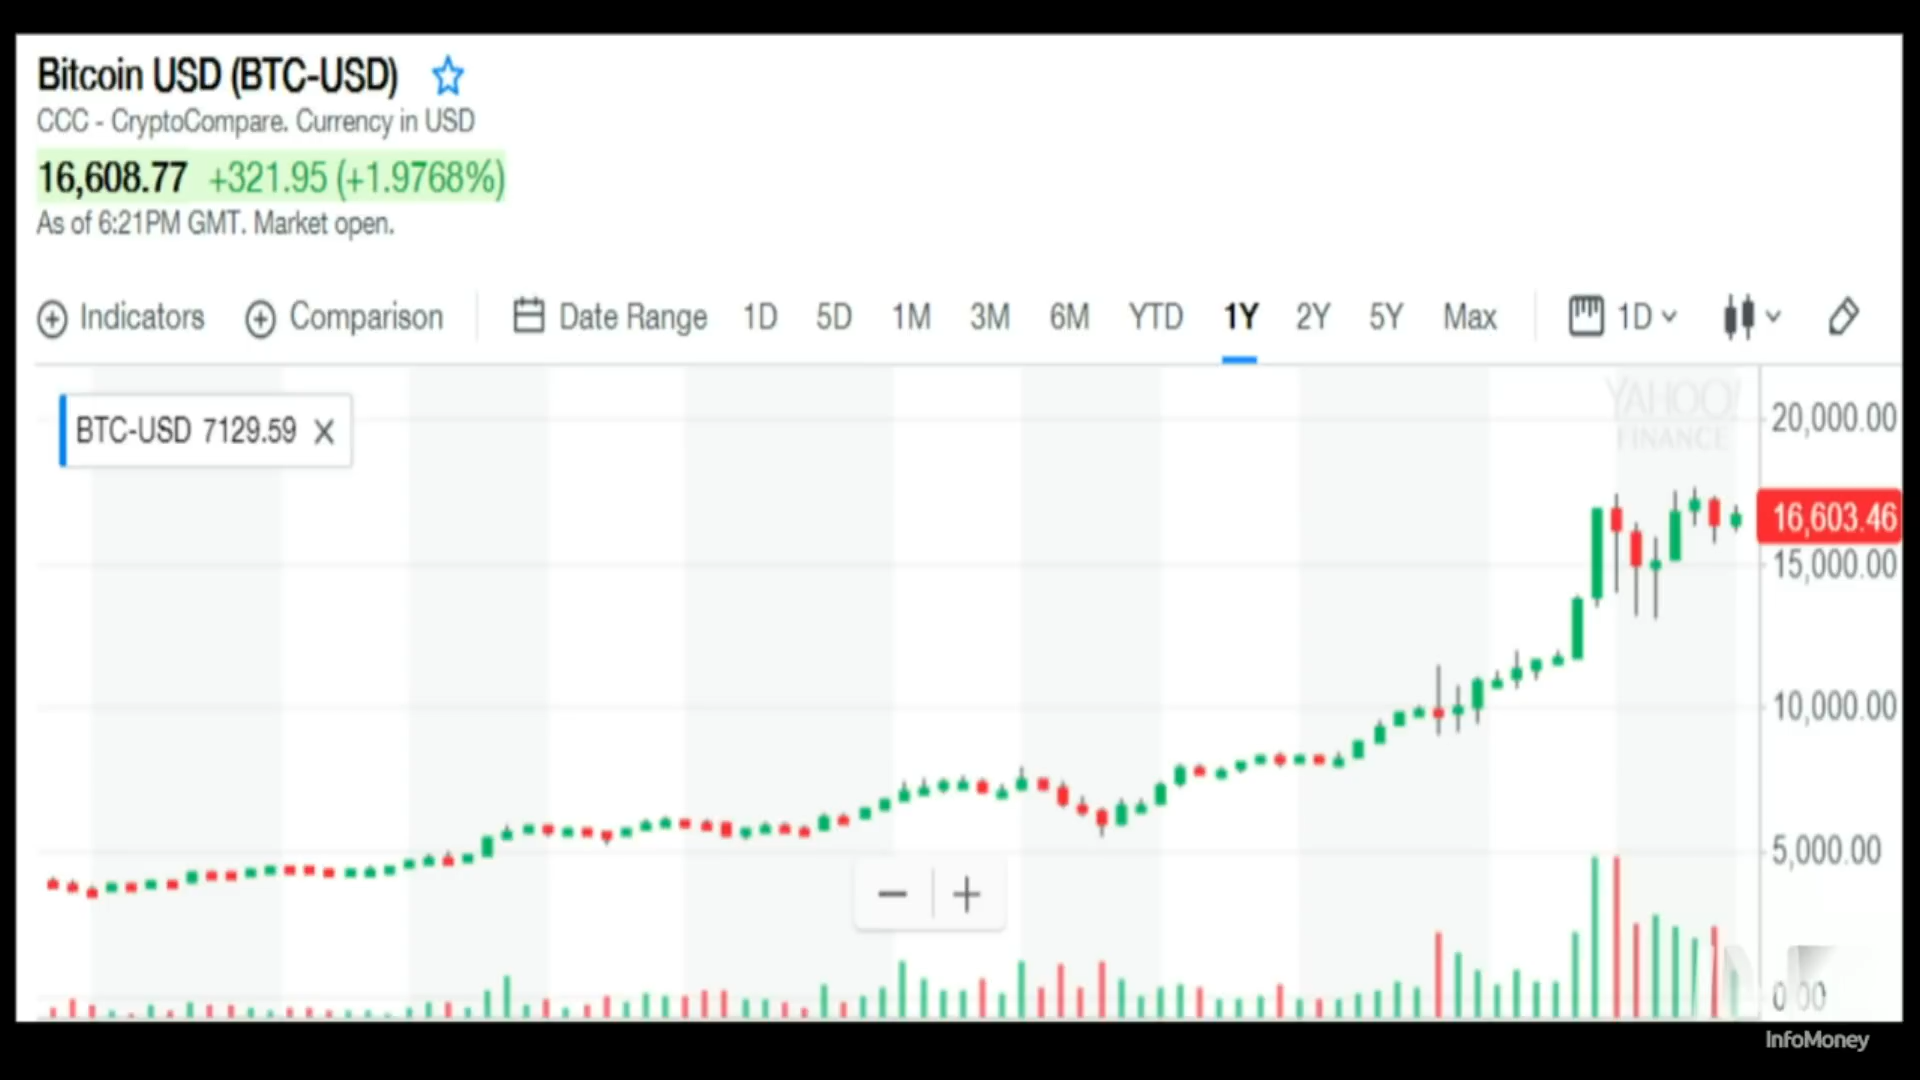 Bitcoin USD (BTC-USD)
CCC - CryptoCompare. Currency in USD
16,608.77 +321.95 (+1.9768%)
As of 6:21PM GMT. Market open.
Indicators Comparison Date Range 1D 5D 1M 3M 6M YTD 1Y 2Y 5Y Max 1D
BTC-USD 7129.59 X
YAHOO!
FINANCE
20,000.00
16,603.46
15,000.00
10,000.00
5,000.00
InfoMoney